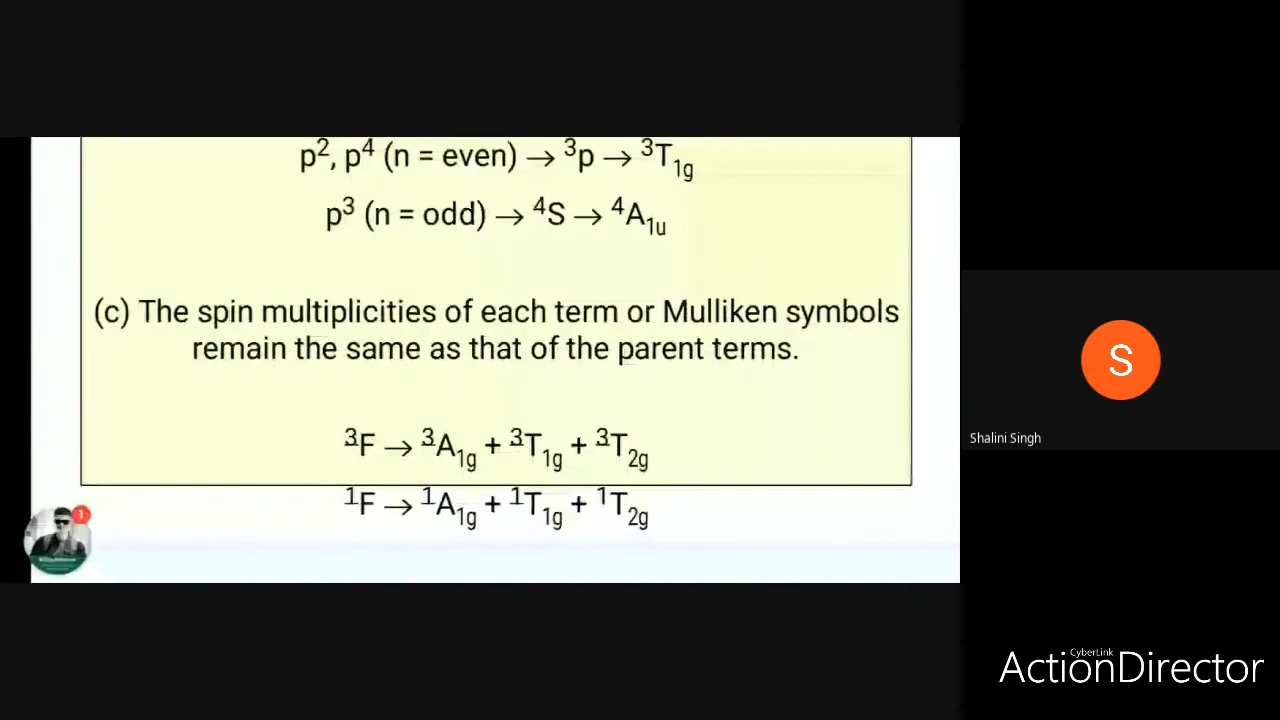 p², p⁴ (n = even) → ³p → ³T₁g
p³ (n = odd) → ⁴S → ⁴A₁u
(c) The spin multiplicities of each term or Mulliken symbols
remain the same as that of the parent terms.
³F → ³A₁g + ³T₁g + ³T₂g
¹F → ¹A₁g + ¹T₁g + ¹T₂g
1
S
Shalini Singh
CyberLink
ActionDirector